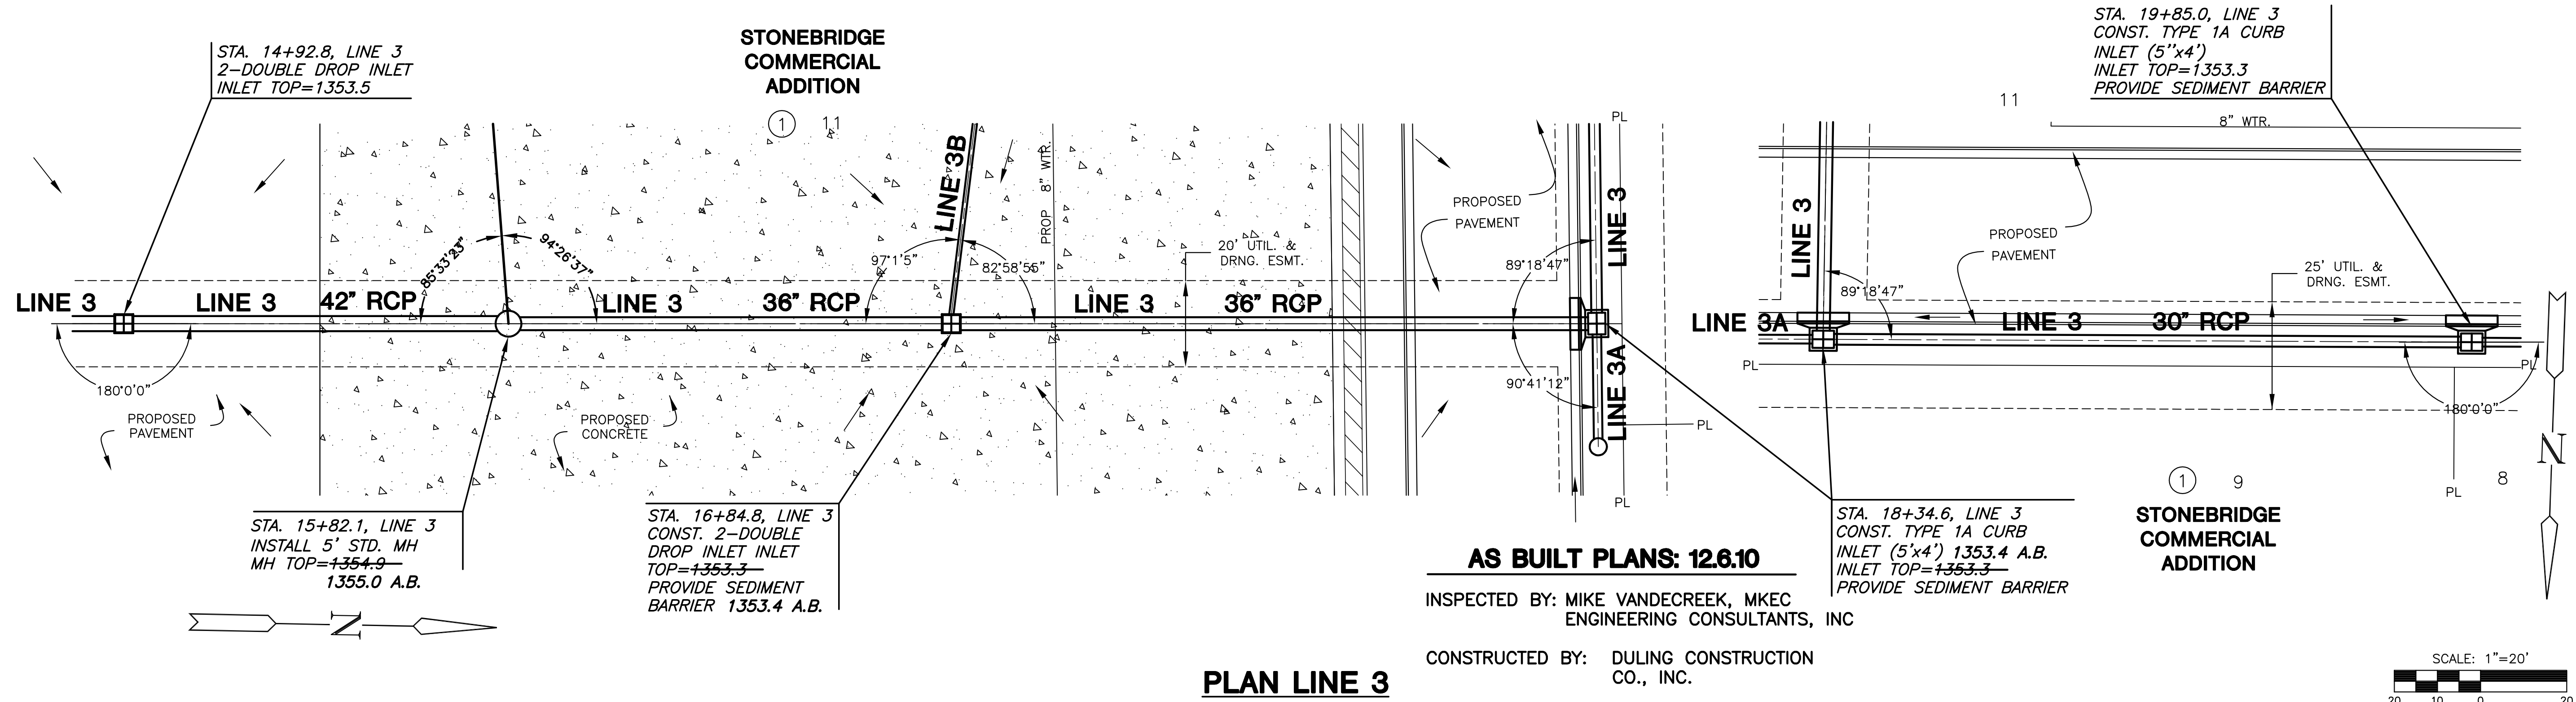 STA. 14+92.8, LINE 3
2-DOUBLE DROP INLET
INLET TOP=1353.5
STONEBRIDGE
COMMERCIAL
ADDITION
1 11
STA. 19+85.0, LINE 3
CONST. TYPE 1A CURB
INLET (5''x4')
INLET TOP=1353.3
PROVIDE SEDIMENT BARRIER
11
8" WTR.
PL
LINE 3B
PROP 8" WTR.
PROPOSED
PAVEMENT
LINE 3
LINE 3
PROPOSED
PAVEMENT
85°33'23"
94°26'37"
97°1'5"
82°58'55"
20' UTIL. &
DRNG. ESMT.
89°18'47"
89°18'47"
25' UTIL. &
DRNG. ESMT.
LINE 3
LINE 3
42" RCP
LINE 3
36" RCP
LINE 3
36" RCP
LINE 3A
LINE 3
30" RCP
180°0'0"
90°41'12"
LINE 3A
PL
PL
180°0'0"
PROPOSED
PAVEMENT
PROPOSED
CONCRETE
PL
N
1 9
8
PL
PL
STONEBRIDGE
COMMERCIAL
ADDITION
STA. 15+82.1, LINE 3
INSTALL 5' STD. MH
MH TOP=1354.9
1355.0 A.B.
STA. 16+84.8, LINE 3
CONST. 2-DOUBLE
DROP INLET INLET
TOP=1353.3
PROVIDE SEDIMENT
BARRIER 1353.4 A.B.
STA. 18+34.6, LINE 3
CONST. TYPE 1A CURB
INLET (5'x4') 1353.4 A.B.
INLET TOP=1353.3
PROVIDE SEDIMENT BARRIER
N
AS BUILT PLANS: 12.6.10
INSPECTED BY: MIKE VANDECREEK, MKEC
ENGINEERING CONSULTANTS, INC
CONSTRUCTED BY: DULING CONSTRUCTION
CO., INC.
PLAN LINE 3
SCALE: 1"=20'
20 10 0 20